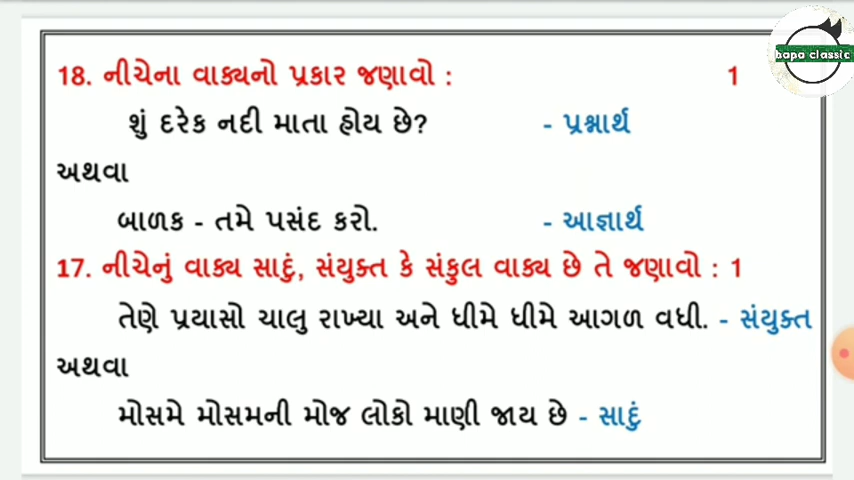 bapa classic
18. નીચેના વાક્યનો પ્રકાર જણાવો : 1
શું દરેક નદી માતા હોય છે? - પ્રશ્નાર્થ
અથવા
બાળક - તમે પસંદ કરો. - આજ્ઞાર્થ
17. નીચેનું વાક્ય સાદું, સંયુક્ત કે સંકુલ વાક્ય છે તે જણાવો : 1
તેણે પ્રયાસો ચાલુ રાખ્યા અને ધીમે ધીમે આગળ વધી. - સંયુક્ત
અથવા
મોસમે મોસમની મોજ લોકો માણી જાય છે - સાદું